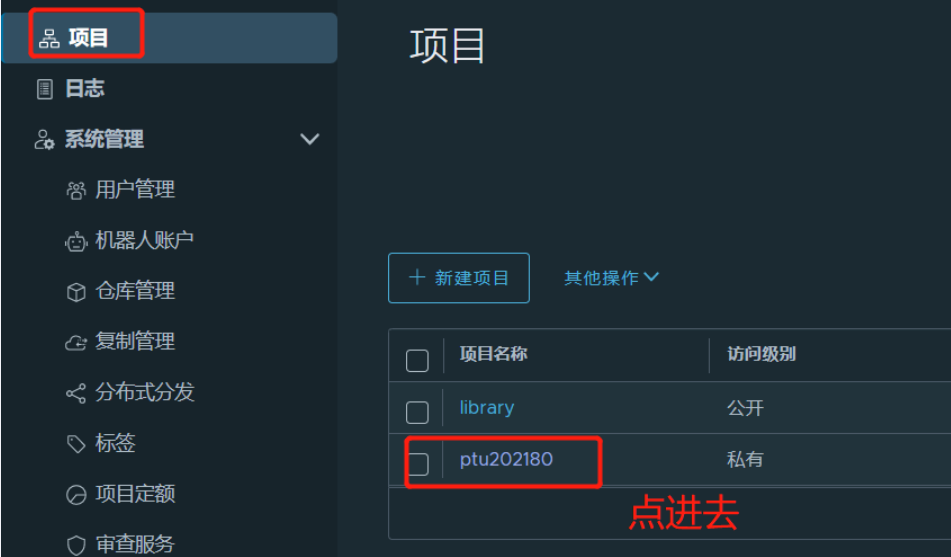 项目
日志
系统管理
用户管理
机器人账户
仓库管理
复制管理
分布式分发
标签
项目定额
审查服务
项目
新建项目
其他操作
项目名称 访问级别
library 公开
ptu202180 私有
点进去